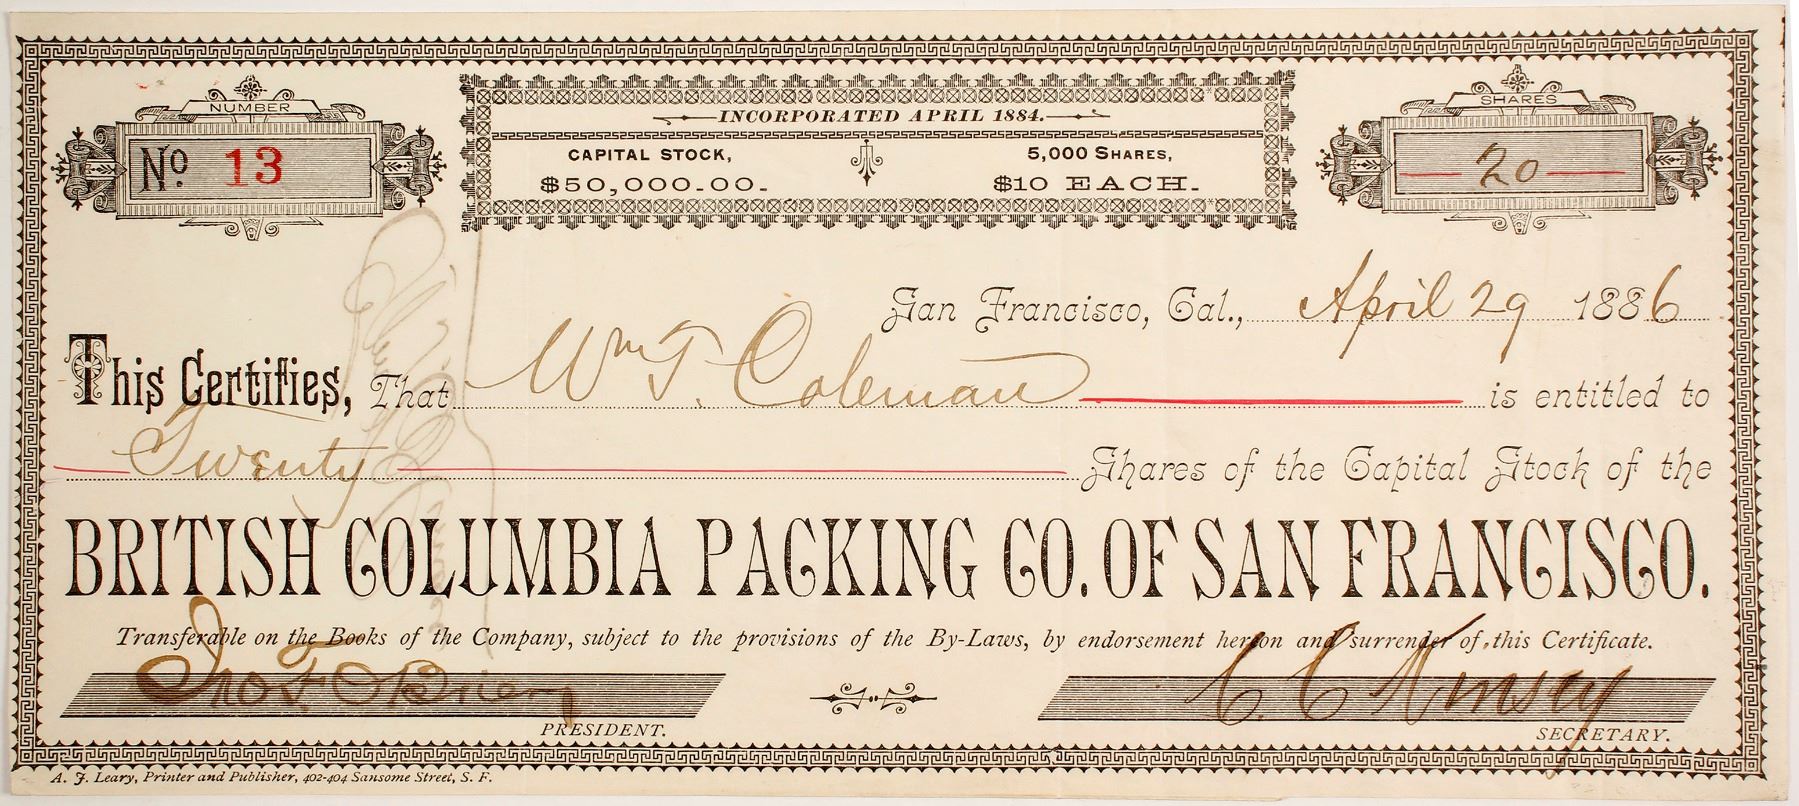 NUMBER
No. 13
INCORPORATED APRIL 1884.
CAPITAL STOCK,
$50,000.00.
5,000 SHARES,
$10 EACH.
SHARES
20
San Francisco, Cal., April 29 1886
This Certifies, That Wm T. Coleman is entitled to
Twenty Shares of the Capital Stock of the
BRITISH COLUMBIA PACKING CO. OF SAN FRANCISCO.
Transferable on the Books of the Company, subject to the provisions of the By-Laws, by endorsement hereon and surrender of this Certificate.
Jno T O'Brien
C. C.
PRESIDENT.
SECRETARY.
A. F. Leary, Printer and Publisher, 402-404 Sansome Street, S. F.